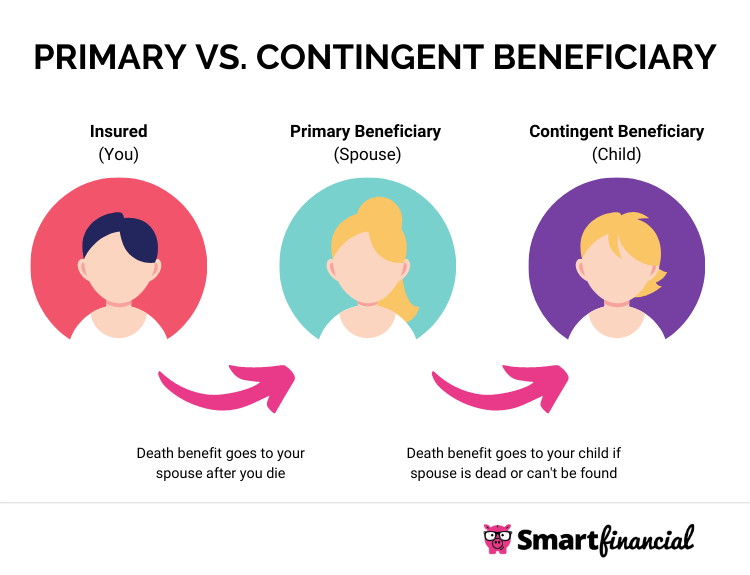 PRIMARY VS. CONTINGENT BENEFICIARY
Insured
(You)
Primary Beneficiary
(Spouse)
Contingent Beneficiary
(Child)
Death benefit goes to your
spouse after you die
Death benefit goes to your child if
spouse is dead or can't be found
Smartfinancial